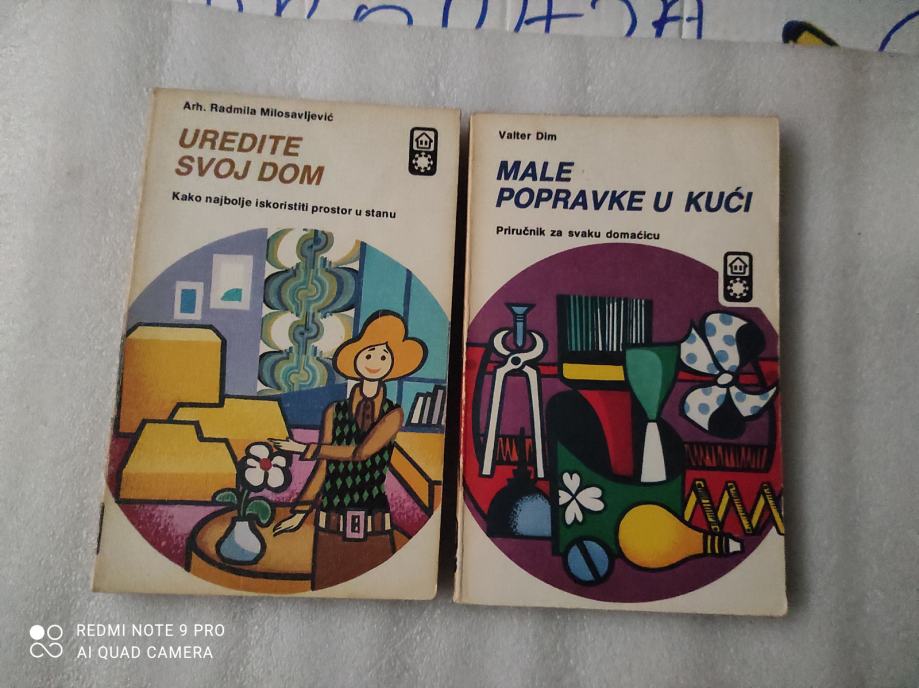 Arh. Radmila Milosavljević
UREDITE
SVOJ DOM
Kako najbolje iskoristiti prostor u stanu
Valter Dim
MALE
POPRAVKE U KUĆI
Priručnik za svaku domaćicu
REDMI NOTE 9 PRO
AI QUAD CAMERA